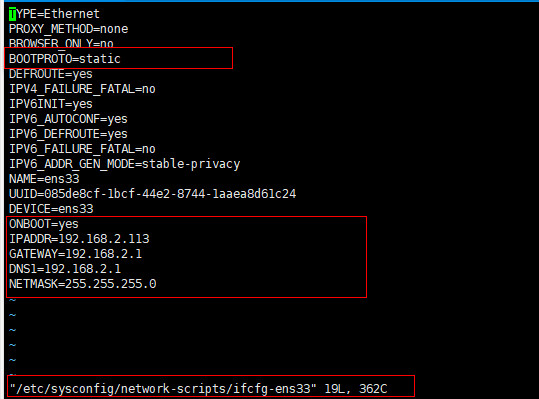 TYPE=Ethernet
PROXY_METHOD=none
BROWSER_ONLY=no
BOOTPROTO=static
DEFROUTE=yes
IPV4_FAILURE_FATAL=no
IPV6INIT=yes
IPV6_AUTOCONF=yes
IPV6_DEFROUTE=yes
IPV6_FAILURE_FATAL=no
IPV6_ADDR_GEN_MODE=stable-privacy
NAME=ens33
UUID=085de8cf-1bcf-44e2-8744-1aaea8d61c24
DEVICE=ens33
ONBOOT=yes
IPADDR=192.168.2.113
GATEWAY=192.168.2.1
DNS1=192.168.2.1
NETMASK=255.255.255.0
~
~
~
~
~
~
"/etc/sysconfig/network-scripts/ifcfg-ens33" 19L, 362C